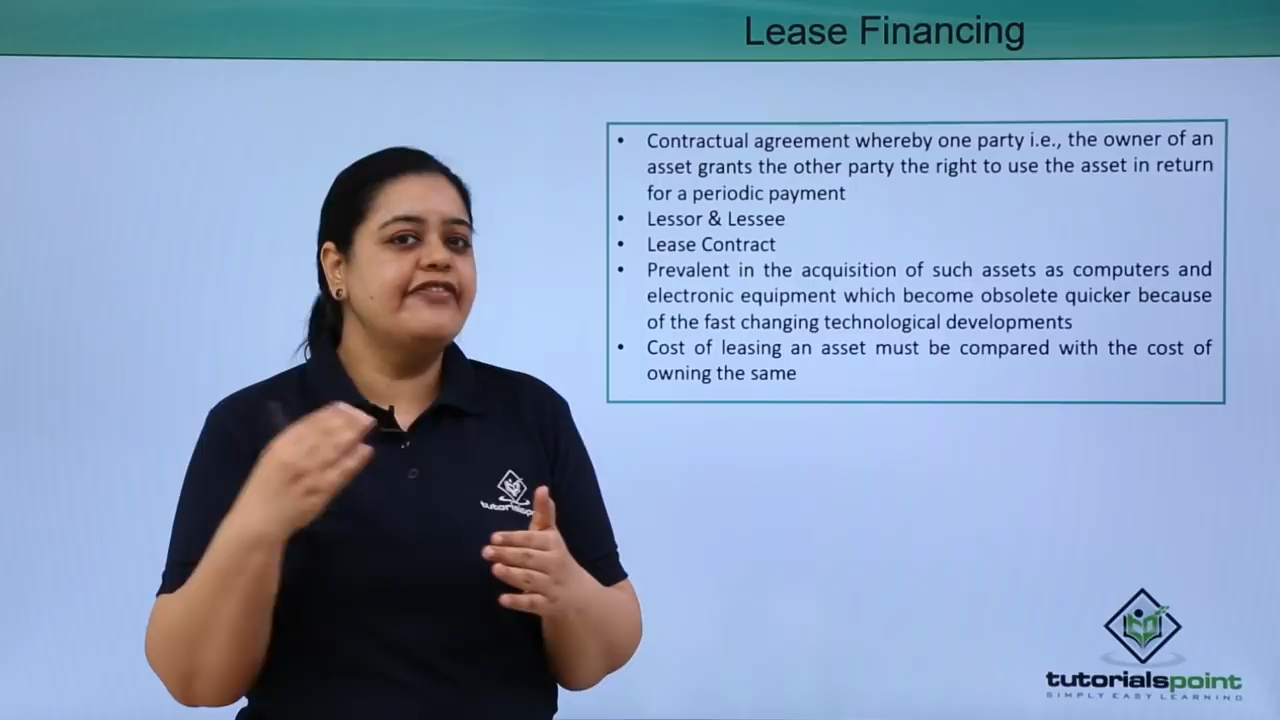 Lease Financing
• Contractual agreement whereby one party i.e., the owner of an
asset grants the other party the right to use the asset in return
for a periodic payment
• Lessor & Lessee
• Lease Contract
• Prevalent in the acquisition of such assets as computers and
electronic equipment which become obsolete quicker because
of the fast changing technological developments
• Cost of leasing an asset must be compared with the cost of
owning the same
tutorialspoint
SIMPLY EASY LEARNING